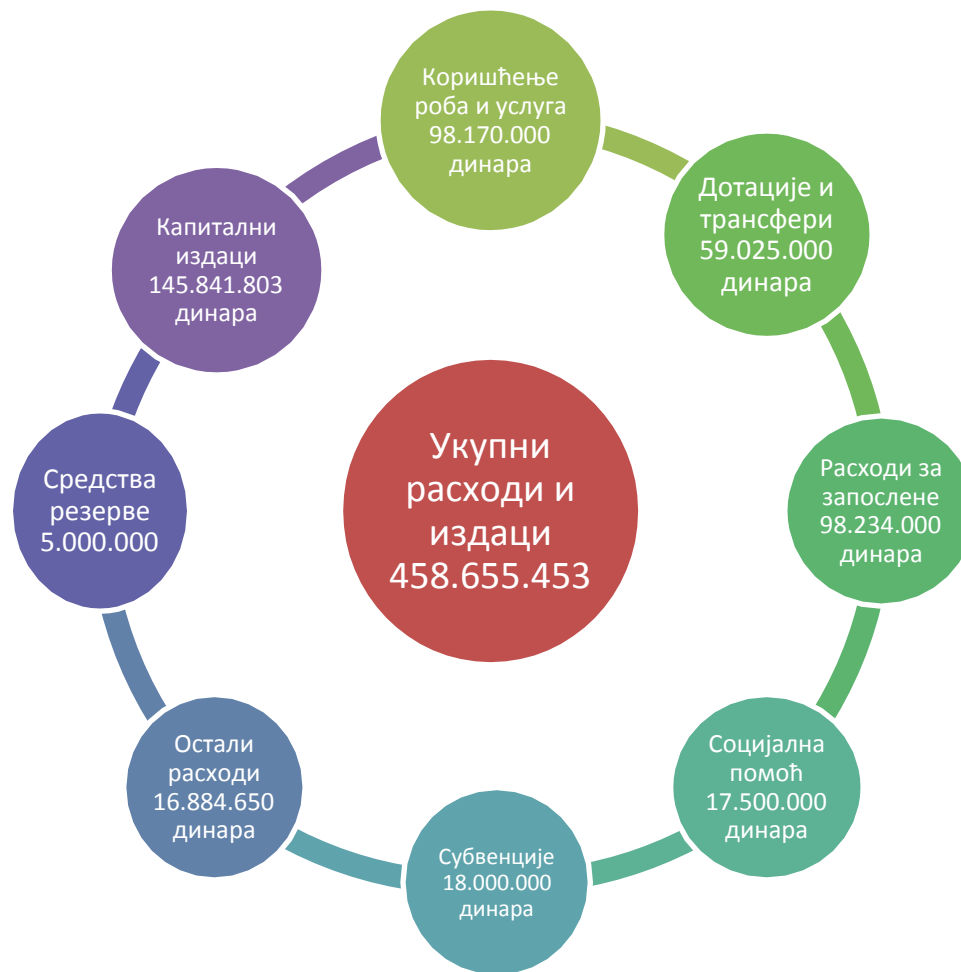 Коришћење
роба и услуга
98.170.000
динара
Дотације и
трансфери
59.025.000
динара
Расходи за
запослене
98.234.000
динара
Социјална
помоћ
17.500.000
динара
Субвенције
18.000.000
динара
Остали
расходи
16.884.650
динара
Средства
резерве
5.000.000
Капитални
издаци
145.841.803
динара
Укупни
расходи и
издаци
458.655.453